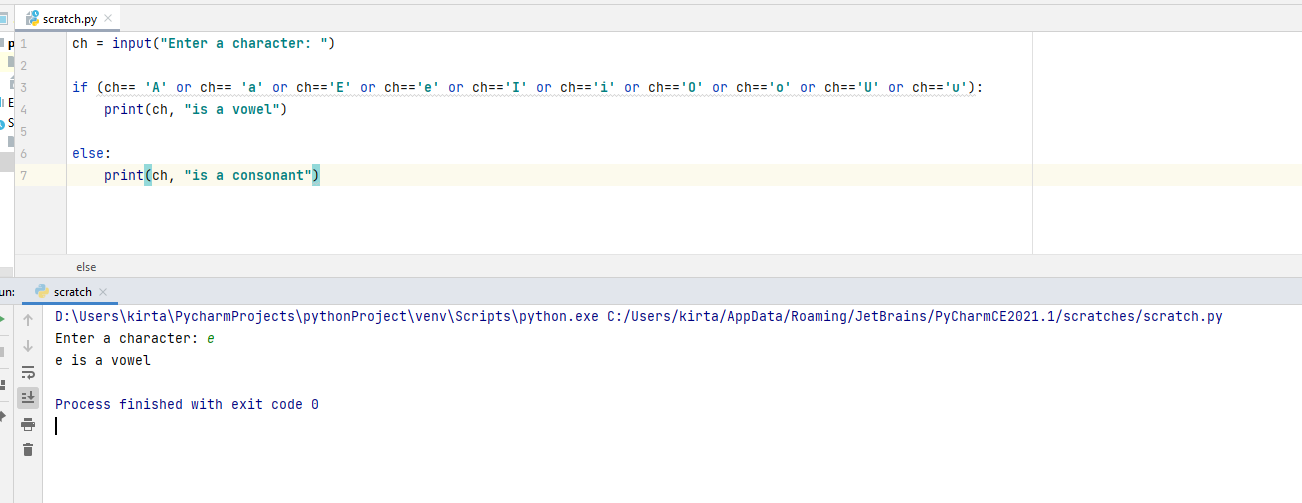 scratch.py
p
1 ch = input("Enter a character: ")
2
3 if (ch== 'A' or ch== 'a' or ch=='E' or ch=='e' or ch=='I' or ch=='i' or ch=='O' or ch=='o' or ch=='U' or ch=='u'):
E
4 print(ch, "is a vowel")
S
5
6 else:
7 print(ch, "is a consonant")
else
un: scratch
D:\Users\kirta\PycharmProjects\pythonProject\venv\Scripts\python.exe C:/Users/kirta/AppData/Roaming/JetBrains/PyCharmCE2021.1/scratches/scratch.py
Enter a character: e
e is a vowel
Process finished with exit code 0